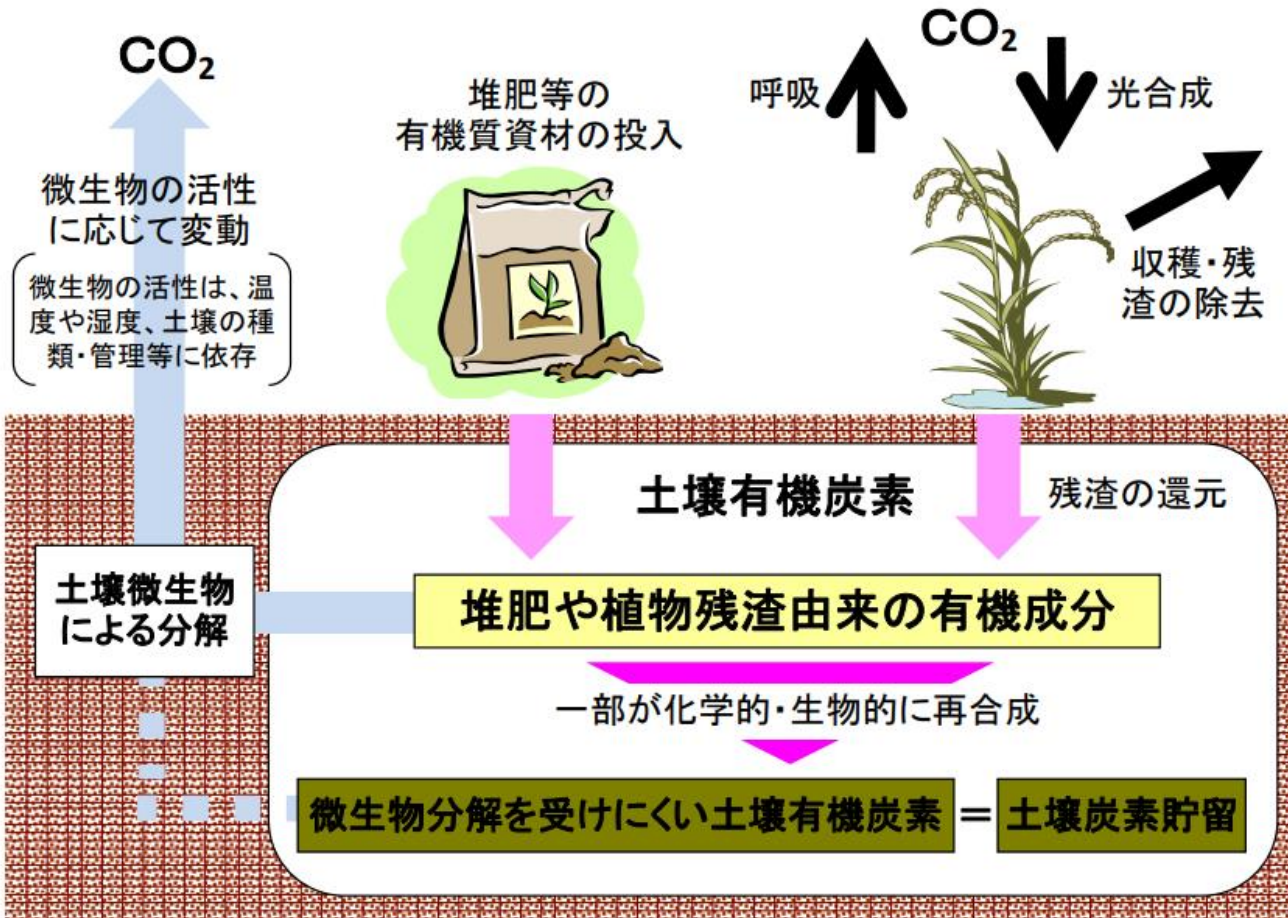 CO₂
微生物の活性
に応じて変動
微生物の活性は、温
度や湿度、土壌の種
類・管理等に依存
堆肥等の
有機質資材の投入
CO₂
呼吸
光合成
収穫・残
渣の除去
土壌有機炭素
残渣の還元
土壌微生物
による分解
堆肥や植物残渣由来の有機成分
一部が化学的・生物的に再合成
微生物分解を受けにくい土壌有機炭素 = 土壌炭素貯留